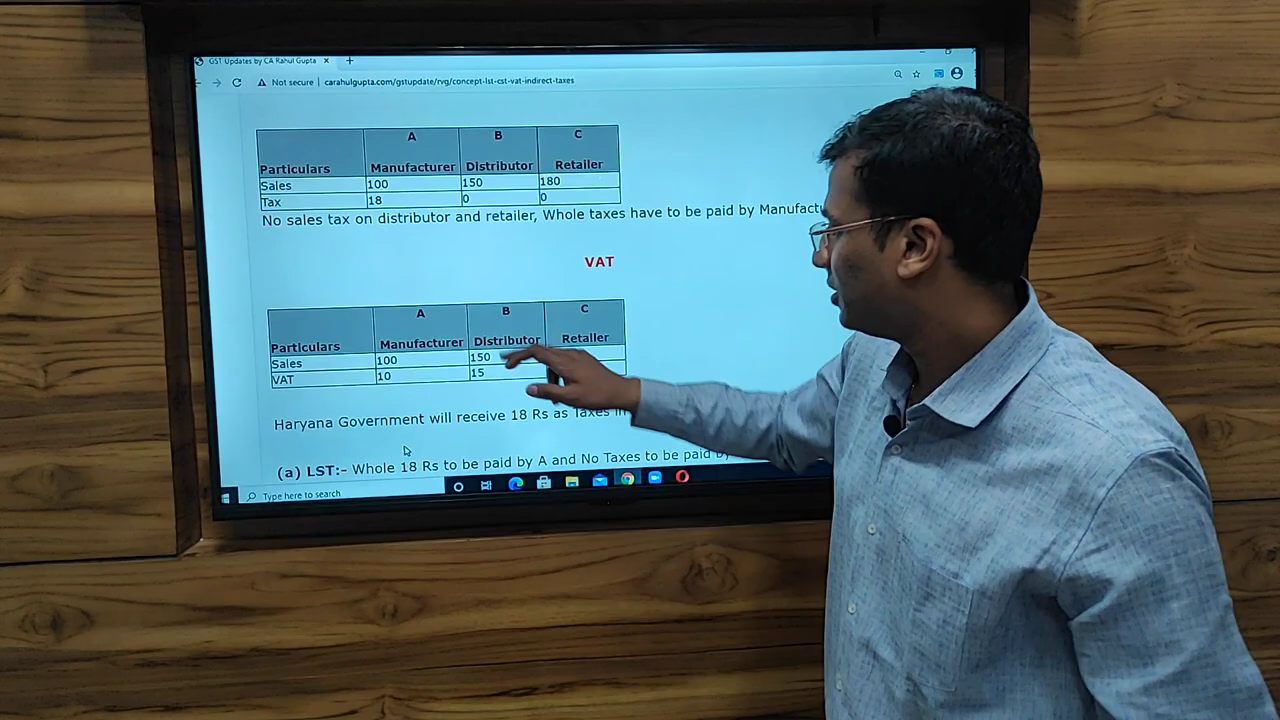 GST Updates by CA Rahul Gupta
Not secure | carahulgupta.com/gstupdate/rvg/concept-lst-cst-vat-indirect-taxes
Particulars A Manufacturer B Distributor C Retailer
Sales 100 150 180
Tax 18 0 0
No sales tax on distributor and retailer, Whole taxes have to be paid by
VAT
Particulars A Manufacturer B Distributor C Retailer
Sales 100 150
VAT 10 15
Haryana Government will receive 18 Rs as Taxes in
(a) LST:- Whole 18 Rs to be paid by A and No Taxes to be paid by
Type here to search